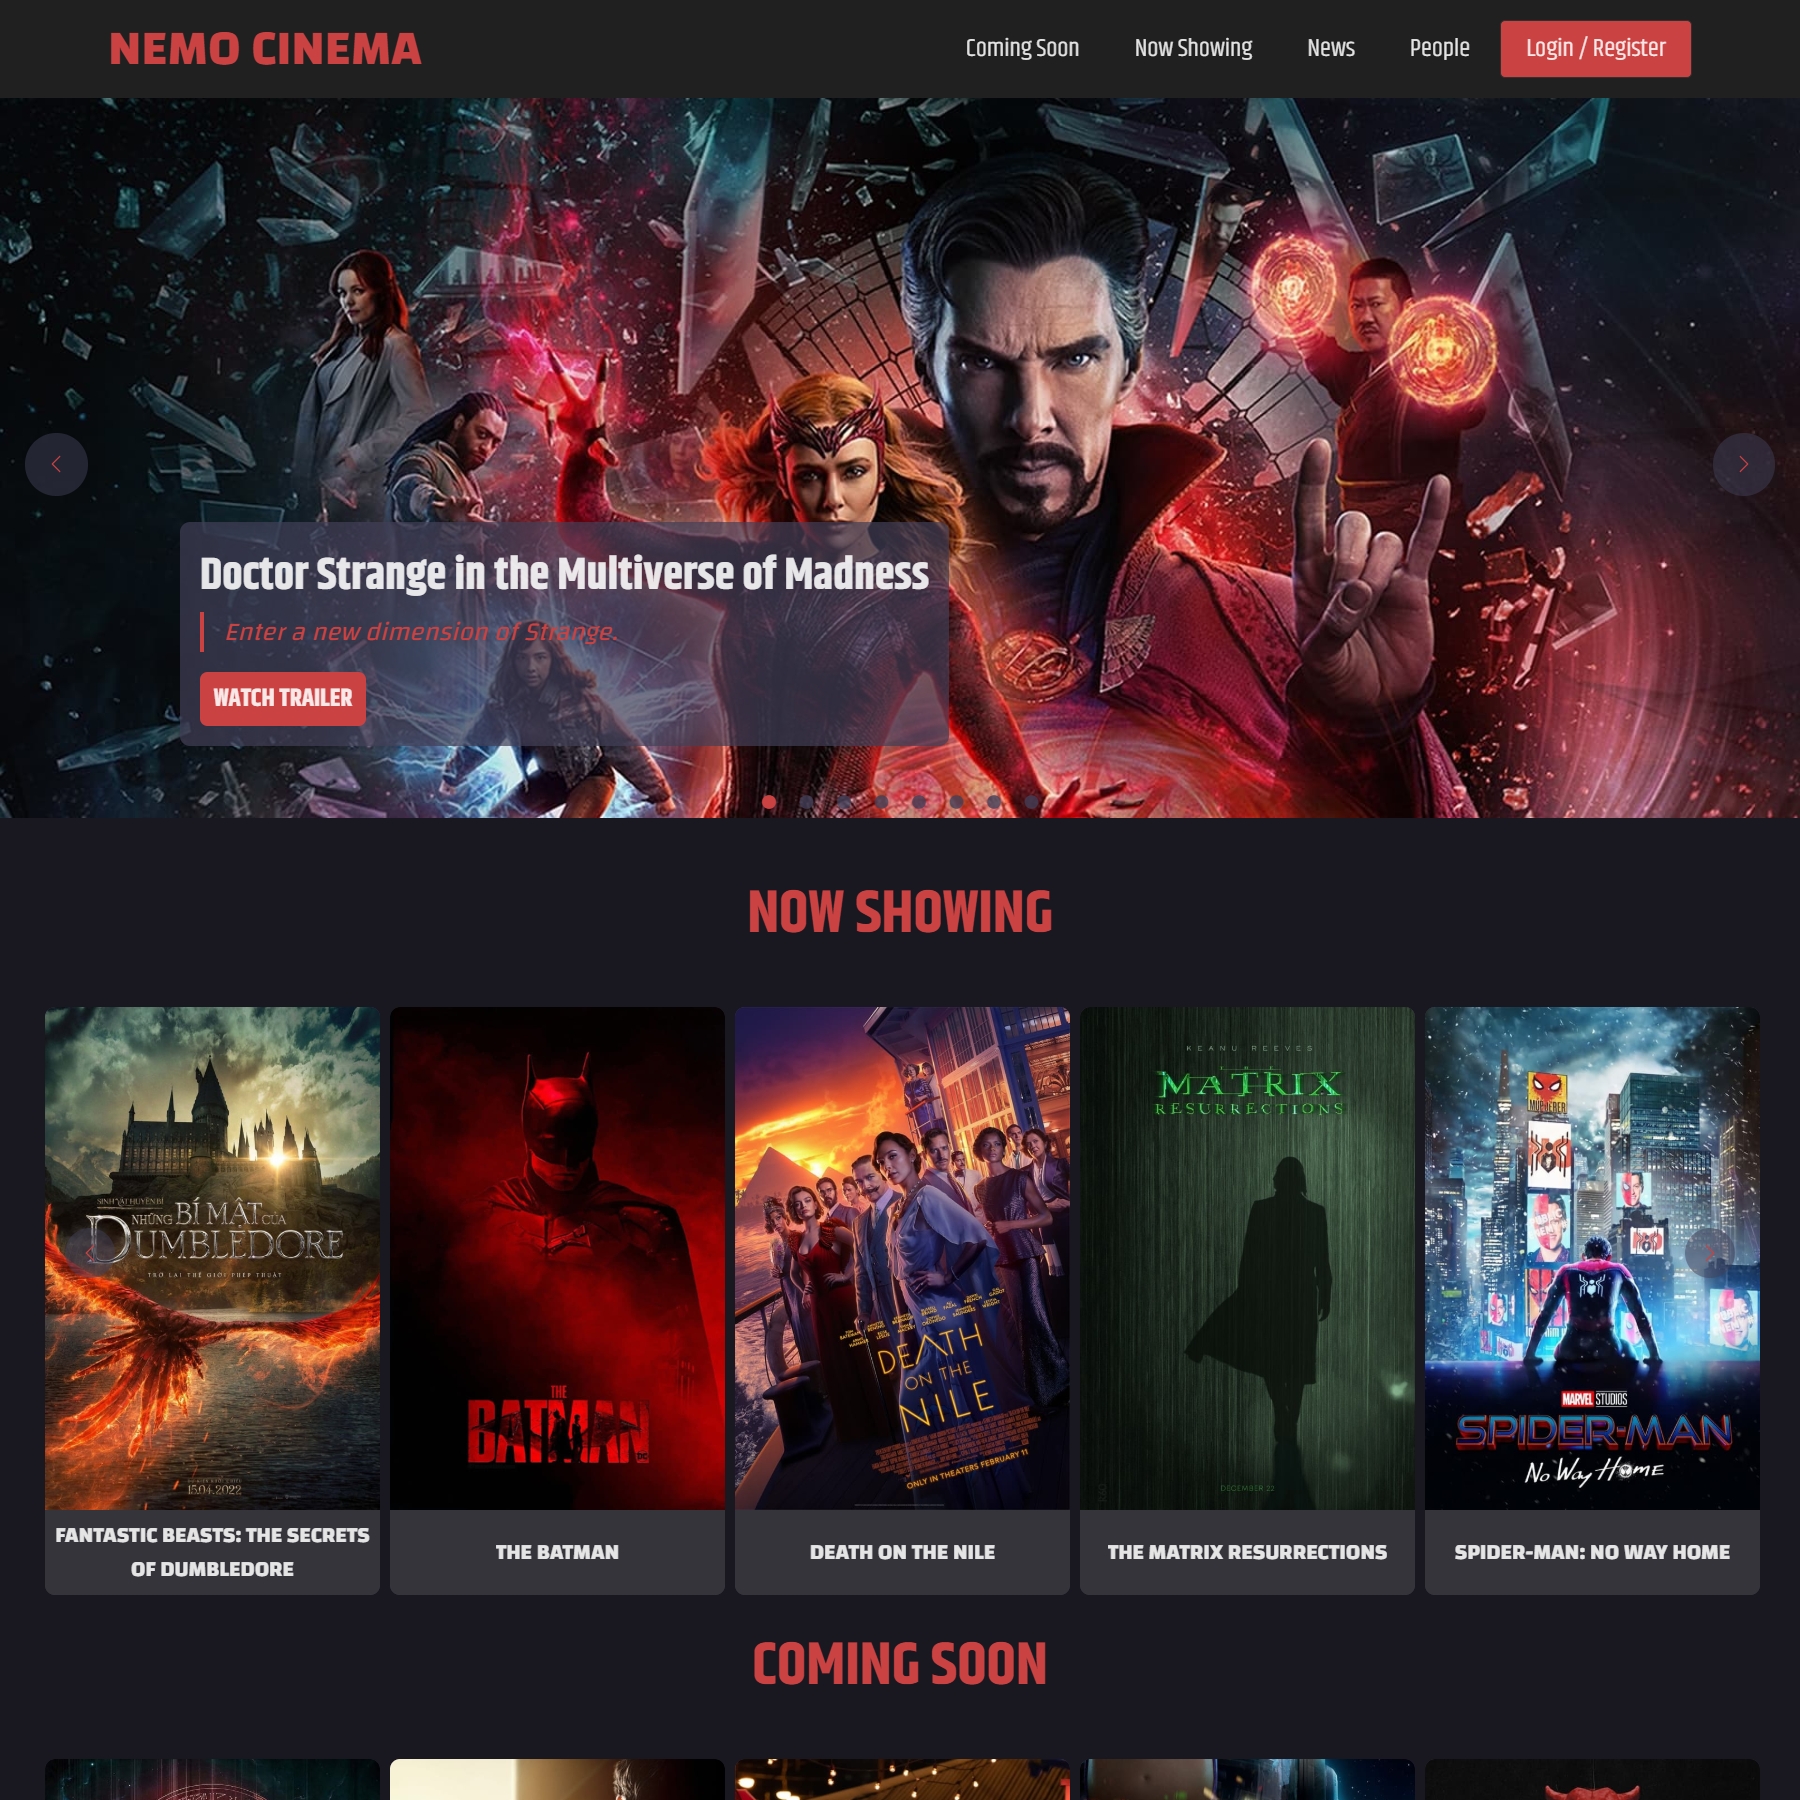 NEMO CINEMA
Coming Soon
Now Showing
News
People
Login / Register
Doctor Strange in the Multiverse of Madness
Enter a new dimension of Strange.
WATCH TRAILER
NOW SHOWING
SINH VẬT HUYỀN BÍ
NHỮNG BÍ MẬT CỦA
DUMBLEDORE
TRỞ LẠI THẾ GIỚI PHÉP THUẬT
15.04.2022
FANTASTIC BEASTS: THE SECRETS
OF DUMBLEDORE
THE
BATMAN
THE BATMAN
DEATH
ON THE
NILE
ONLY IN THEATERS FEBRUARY 11
DEATH ON THE NILE
KEANU REEVES
MATRIX
RESURRECTIONS
DECEMBER 22
THE MATRIX RESURRECTIONS
MURDERER
MARVEL STUDIOS
SPIDER-MAN
No Way Home
SPIDER-MAN: NO WAY HOME
COMING SOON